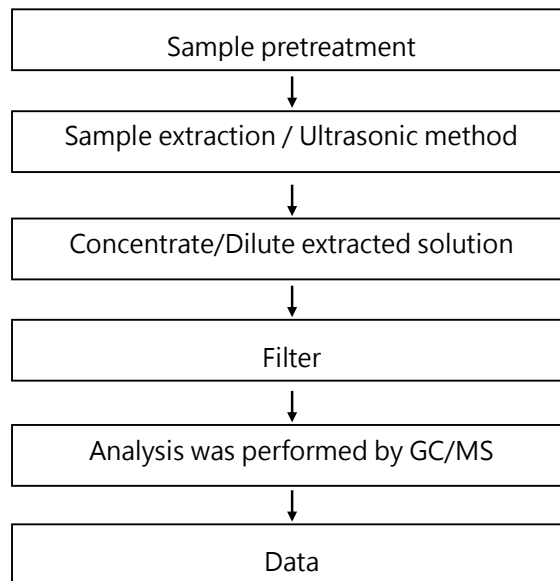 Sample pretreatment
Sample extraction / Ultrasonic method
Concentrate/Dilute extracted solution
Filter
Analysis was performed by GC/MS
Data